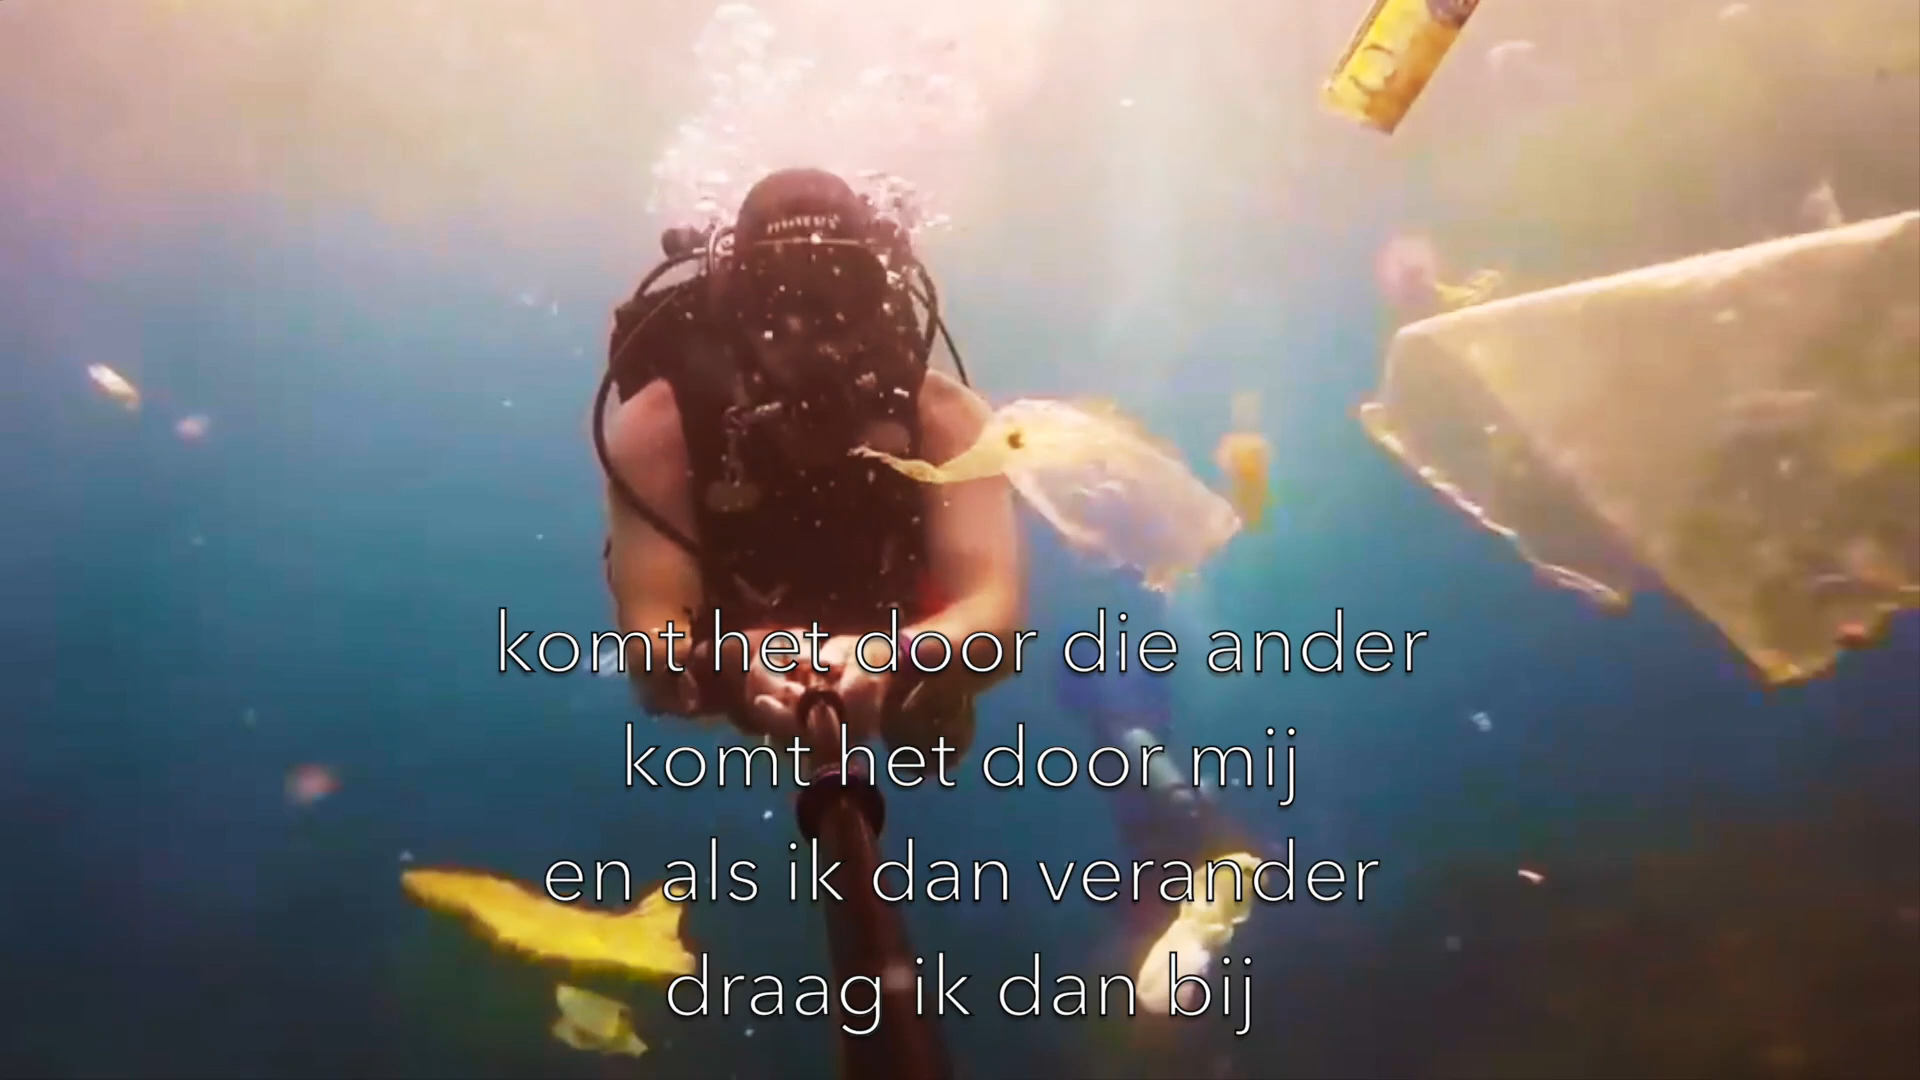 komt het door die ander
komt het door mij
en als ik dan verander
draag ik dan bij